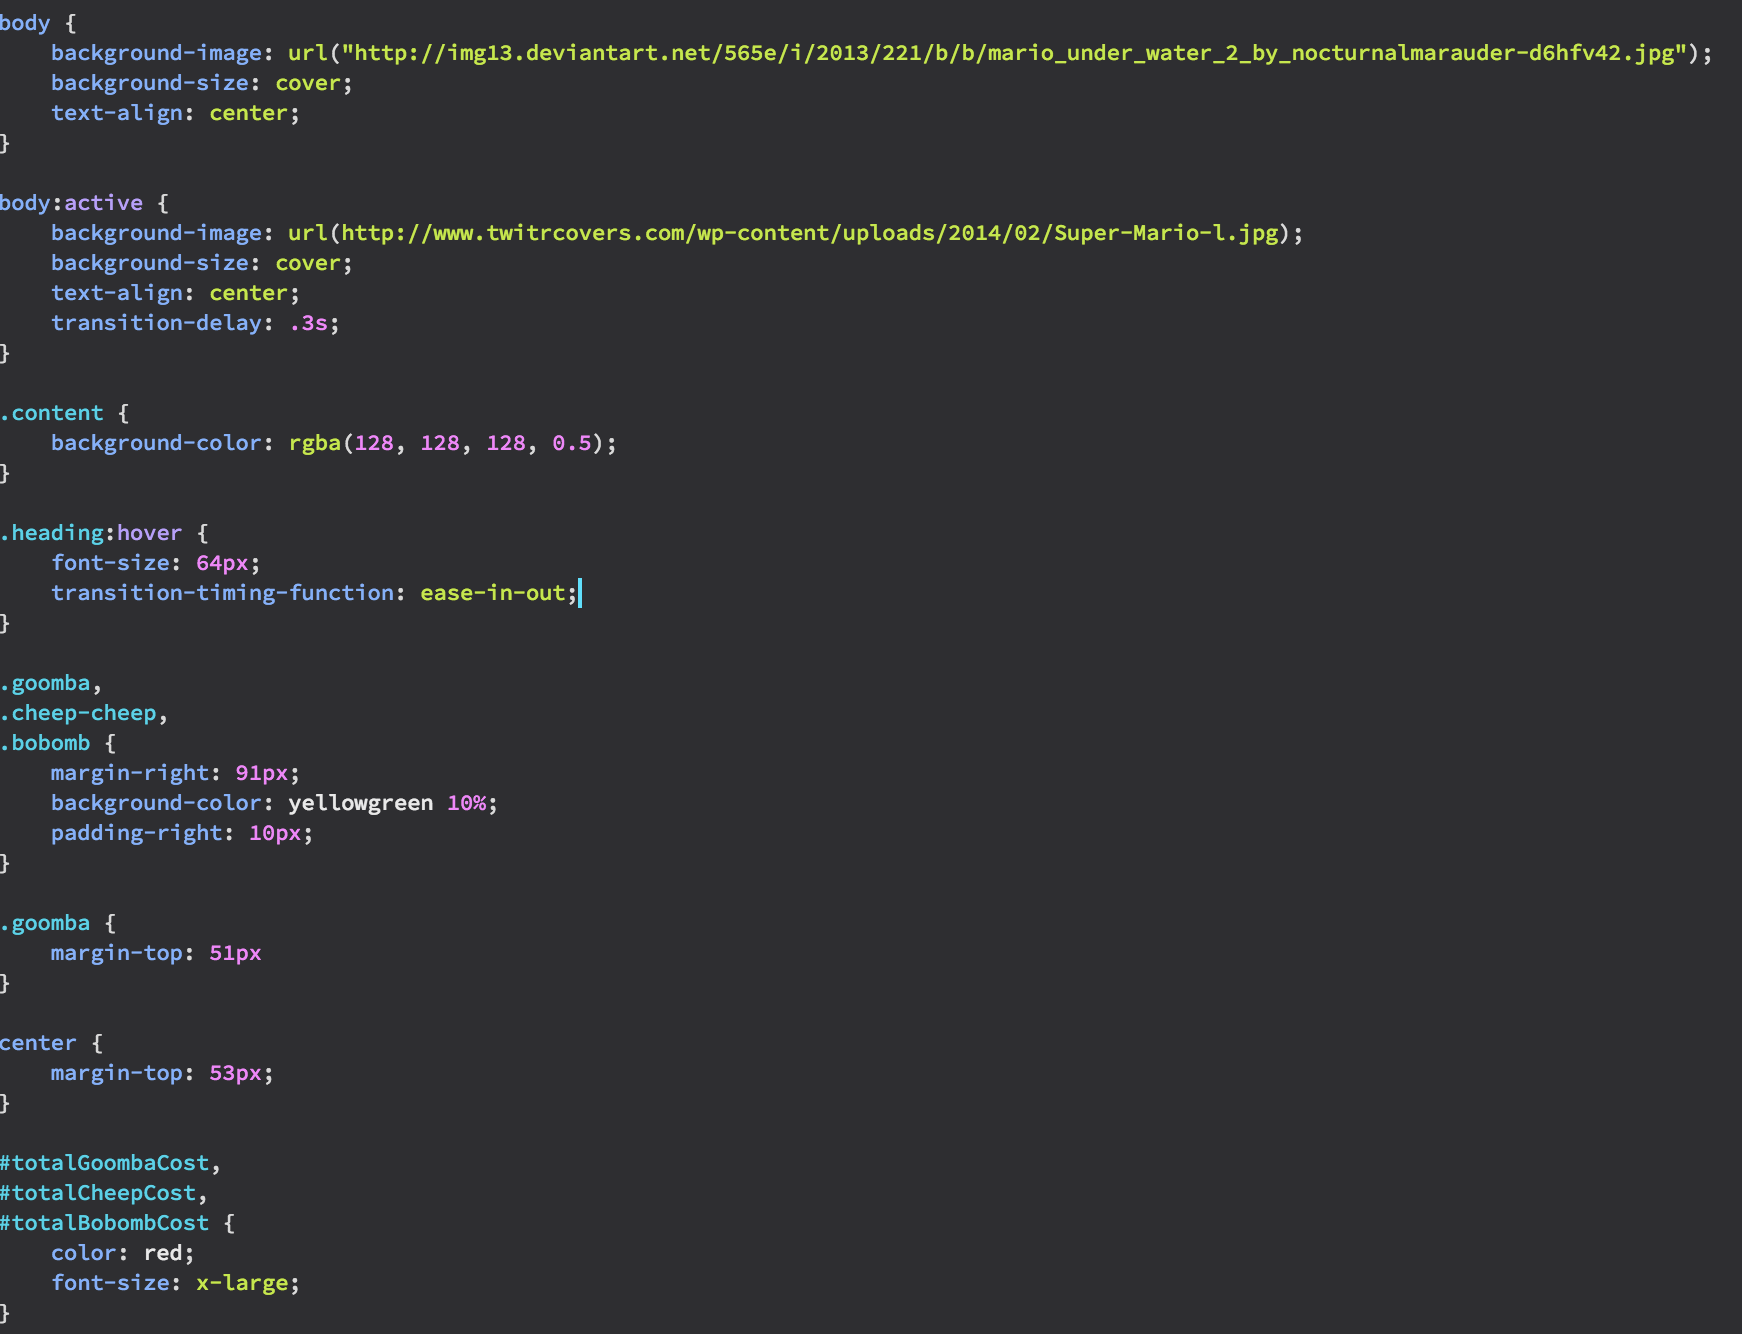 body {
    background-image: url("http://img13.deviantart.net/565e/i/2013/221/b/b/mario_under_water_2_by_nocturnalmarauder-d6hfv42.jpg");
    background-size: cover;
    text-align: center;
}

body:active {
    background-image: url(http://www.twitrcovers.com/wp-content/uploads/2014/02/Super-Mario-l.jpg);
    background-size: cover;
    text-align: center;
    transition-delay: .3s;
}

.content {
    background-color: rgba(128, 128, 128, 0.5);
}

.heading:hover {
    font-size: 64px;
    transition-timing-function: ease-in-out;
}

.goomba,
.cheep-cheep,
.bobomb {
    margin-right: 91px;
    background-color: yellowgreen 10%;
    padding-right: 10px;
}

.goomba {
    margin-top: 51px
}

center {
    margin-top: 53px;
}

#totalGoombaCost,
#totalCheepCost,
#totalBobombCost {
    color: red;
    font-size: x-large;
}